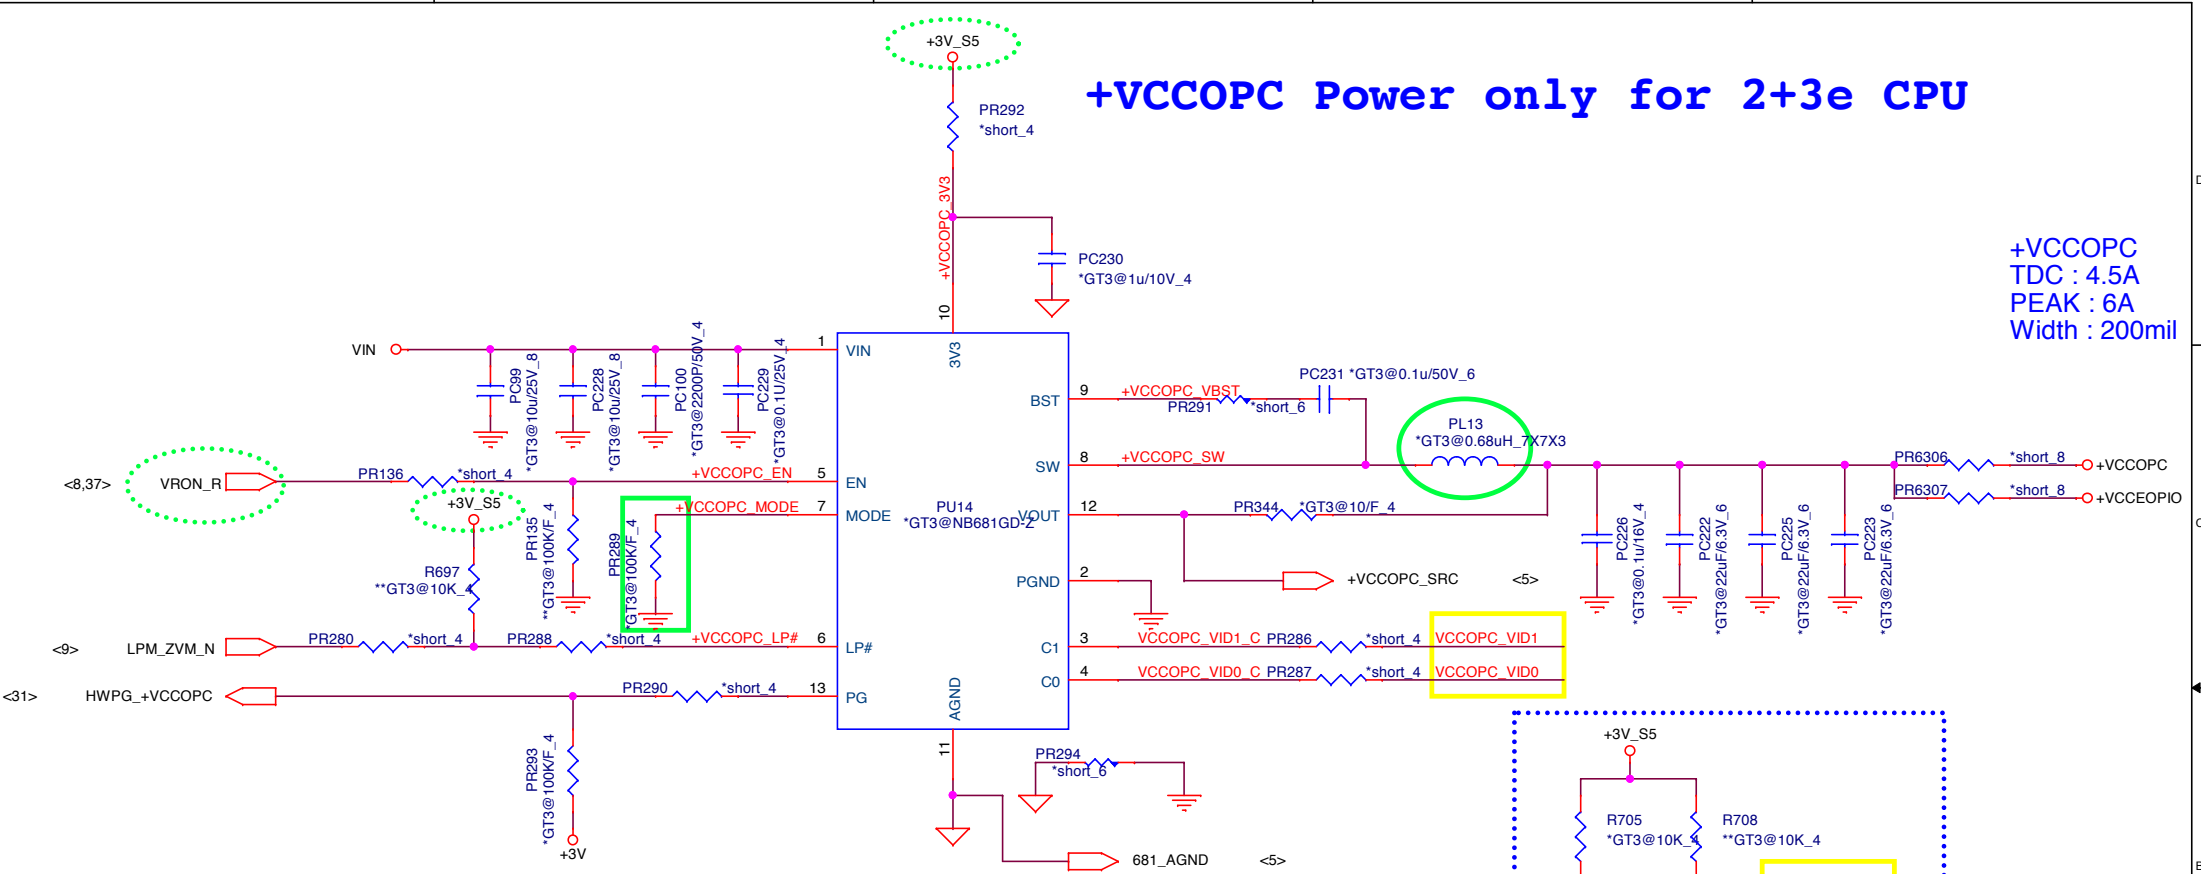 +3V_S5
+VCCOPC Power only for 2+3e CPU
PR292
*short_4
+VCCOPC_3V3
PC230
*GT3@1u/10V_4
+VCCOPC
TDC : 4.5A
PEAK : 6A
Width : 200mil
D
10
VIN
1
VIN
3V3
PC99
*GT3@10u/25V_8
PC228
*GT3@10u/25V_8
PC100
*GT3@2200P/50V_4
PC229
*GT3@0.1U/25V_4
BST
9
+VCCOPC_VBST
PR291
*short_6
PC231 *GT3@0.1u/50V_6
PL13
*GT3@0.68uH_7X7X3
SW
8
+VCCOPC_SW
PR6306
*short_8
+VCCOPC
PR6307
*short_8
+VCCEOPIO
<8,37>
VRON_R
PR136
*short_4
+VCCOPC_EN
5
EN
+3V_S5
+VCCOPC_MODE
7
MODE
PU14
*GT3@NB681GD-Z
VOUT
12
PR344
*GT3@10/F_4
PR135
**GT3@100K/F_4
PR289
*GT3@100K/F_4
PC226
*GT3@0.1u/16V_4
PC222
*GT3@22uF/6.3V_6
PC225
*GT3@22uF/6.3V_6
PC223
*GT3@22uF/6.3V_6
C
R697
**GT3@10K_4
PGND
2
+VCCOPC_SRC
<5>
<9>
LPM_ZVM_N
PR280
*short_4
PR288
*short_4
+VCCOPC_LP#
6
LP#
C1
3
VCCOPC_VID1_C
PR286
*short_4
VCCOPC_VID1
C0
4
VCCOPC_VID0_C
PR287
*short_4
VCCOPC_VID0
<31>
HWPG_+VCCOPC
PR290
*short_4
13
PG
AGND
11
PR293
*GT3@100K/F_4
+3V
PR294
*short_6
681_AGND
<5>
+3V_S5
R705
*GT3@10K_4
R708
**GT3@10K_4
B